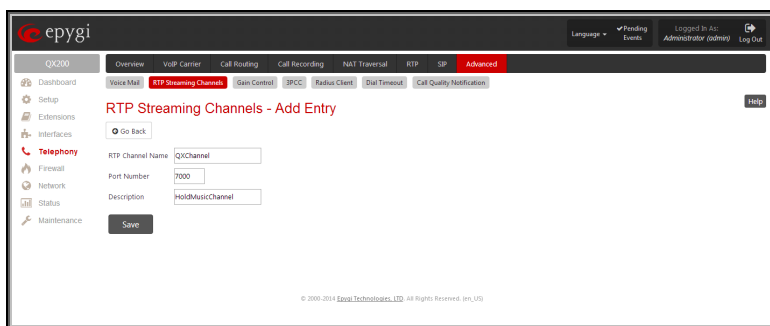 epygi
Language
Pending Events
Logged In As:
Administrator (admin)
Log Out
QX200
Overview VoIP Carrier Call Routing Call Recording NAT Traversal RTP SIP Advanced
Voice Mail RTP Streaming Channels Gain Control 3PCC Radius Client Dial Timeout Call Quality Notification
Dashboard
Setup
Extensions
Interfaces
Telephony
Firewall
Network
Status
Maintenance
RTP Streaming Channels - Add Entry
Help
Go Back
RTP Channel Name QXChannel
Port Number 7000
Description HoldMusicChannel
Save
© 2000-2014 Epygi Technologies, LTD. All Rights Reserved. (en_US)